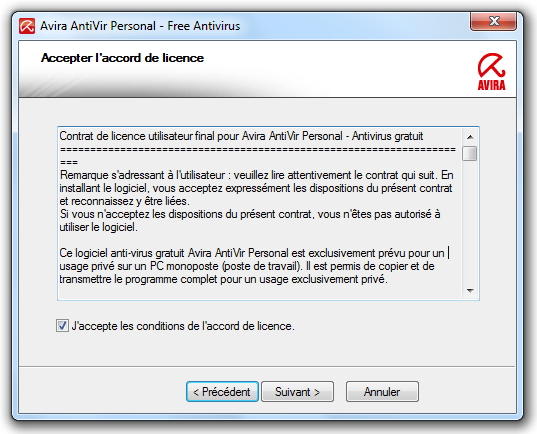 Avira AntiVir Personal - Free Antivirus
Accepter l'accord de licence
AVIRA
Contrat de licence utilisateur final pour Avira AntiVir Personal - Antivirus gratuit
================================================================
===
Remarque s'adressant à l'utilisateur : veuillez lire attentivement le contrat qui suit. En
installant le logiciel, vous acceptez expressément les dispositions du présent contrat
et reconnaissez y être liées.
Si vous n'acceptez les dispositions du présent contrat, vous n'êtes pas autorisé à
utiliser le logiciel.
Ce logiciel anti-virus gratuit Avira AntiVir Personal est exclusivement prévu pour un
usage privé sur un PC monoposte (poste de travail). Il est permis de copier et de
transmettre le programme complet pour un usage exclusivement privé.
J'accepte les conditions de l'accord de licence.
< Précédent
Suivant >
Annuler